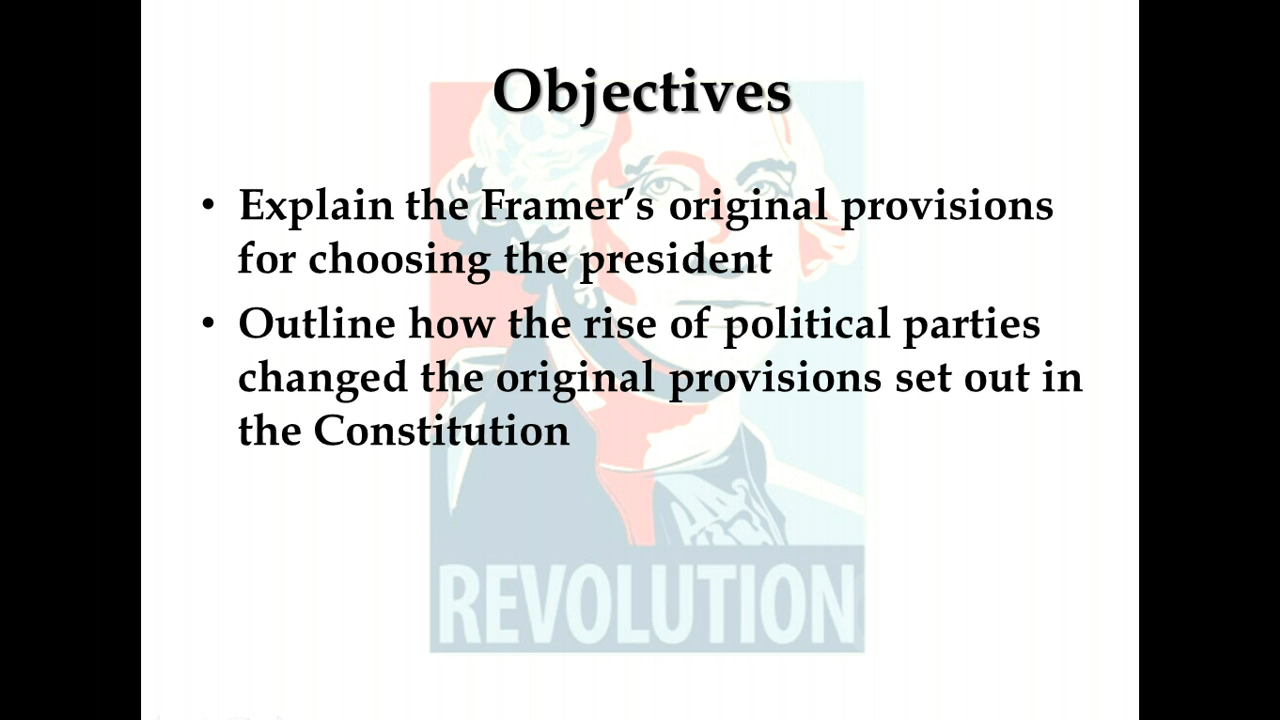 Objectives
• Explain the Framer’s original provisions
for choosing the president
• Outline how the rise of political parties
changed the original provisions set out in
the Constitution
REVOLUTION